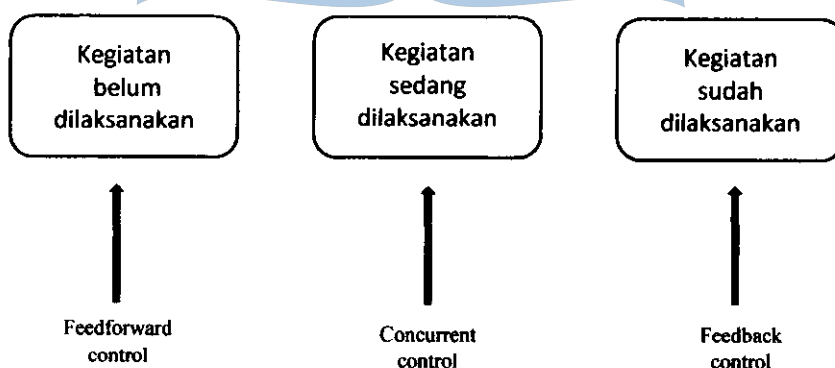 Kegiatan
belum
dilaksanakan
Kegiatan
sedang
dilaksanakan
Kegiatan
sudah
dilaksanakan
Feedforward
control
Concurrent
control
Feedback
control